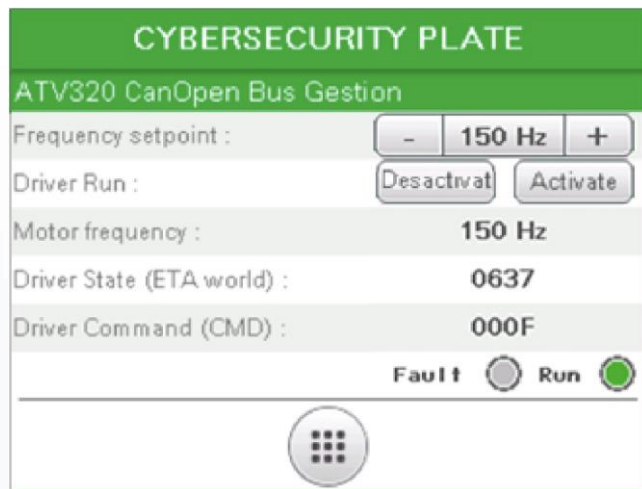 CYBERSECURITY PLATE
ATV320 CanOpen Bus Gestion
Frequency setpoint : - 150 Hz +
Driver Run : Desactivat Activate
Motor frequency : 150 Hz
Driver State (ETA world) : 0637
Driver Command (CMD) : 000F
Fault Run